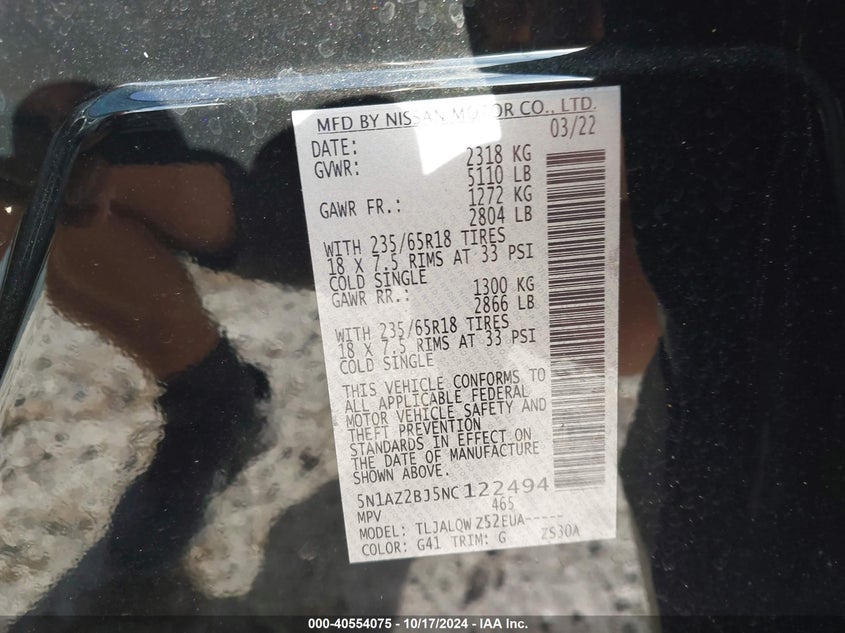 MFD BY NISSAN MOTOR CO., LTD.
DATE: 03/22
GVWR: 2318 KG
5110 LB
GAWR FR.: 1272 KG
2804 LB
WITH 235/65R18 TIRES
18 X 7.5 RIMS AT 33 PSI
COLD SINGLE
GAWR RR.: 1300 KG
2866 LB
WITH 235/65R18 TIRES
18 X 7.5 RIMS AT 33 PSI
COLD SINGLE
THIS VEHICLE CONFORMS TO
ALL APPLICABLE FEDERAL
MOTOR VEHICLE SAFETY AND
THEFT PREVENTION
STANDARDS IN EFFECT ON
THE DATE OF MANUFACTURE
SHOWN ABOVE.
5N1AZ2BJ5NC122494
MPV 465
MODEL: TLJALQW Z52EUA-----
COLOR: G41 TRIM: G ZS30A
000-40554075 - 10/17/2024 - IAA Inc.